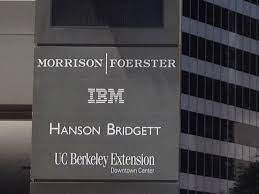 MORRISON | FOERSTER
IBM
HANSON BRIDGETT
UC Berkeley Extension
Downtown Center